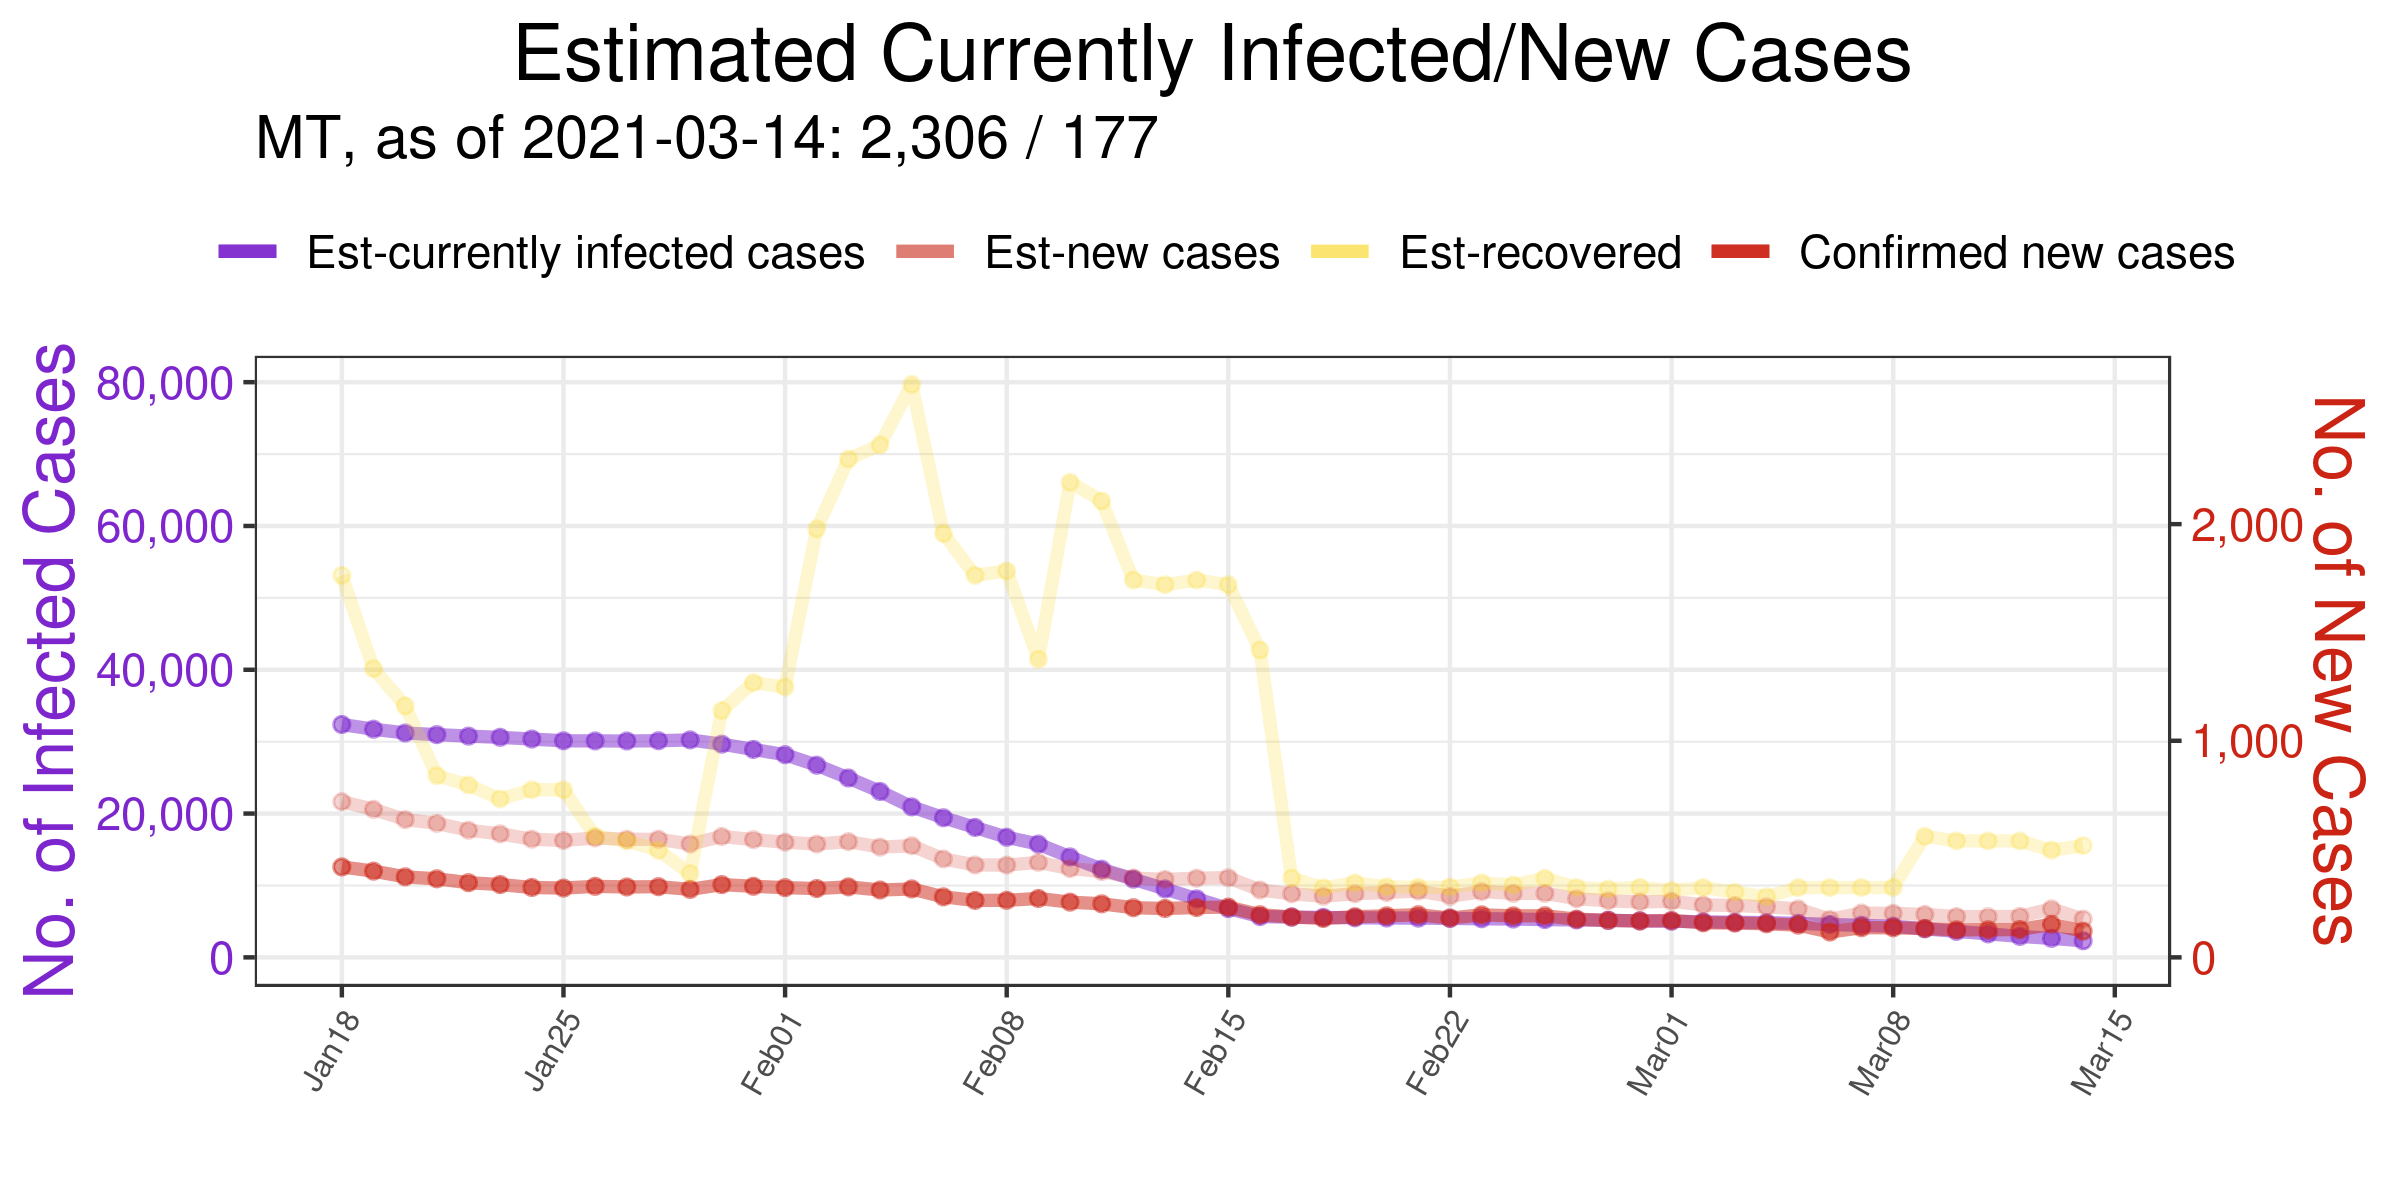 Estimated Currently Infected/New Cases
MT, as of 2021-03-14: 2,306 / 177
Est-currently infected cases Est-new cases Est-recovered Confirmed new cases
No. of Infected Cases
80,000
60,000
40,000
20,000
0
2,000
1,000
0
No. of New Cases
Jan18 Jan25 Feb01 Feb08 Feb15 Feb22 Mar01 Mar08 Mar15